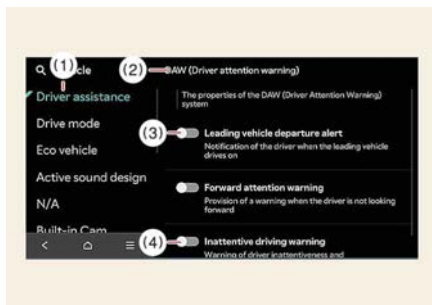 cle
(1)
(2)
DAW (Driver attention warning)
Driver assistance
The properties of the DAW (Driver Attention Warning)
system
Drive mode
(3)
Leading vehicle departure alert
Notification of the driver when the leading vehicle
drives on
Eco vehicle
Active sound design
Forward attention warning
Provision of a warning when the driver is not looking
forward
N/A
Built-in Cam
(4)
Inattentive driving warning
Warning of driver inattentiveness and